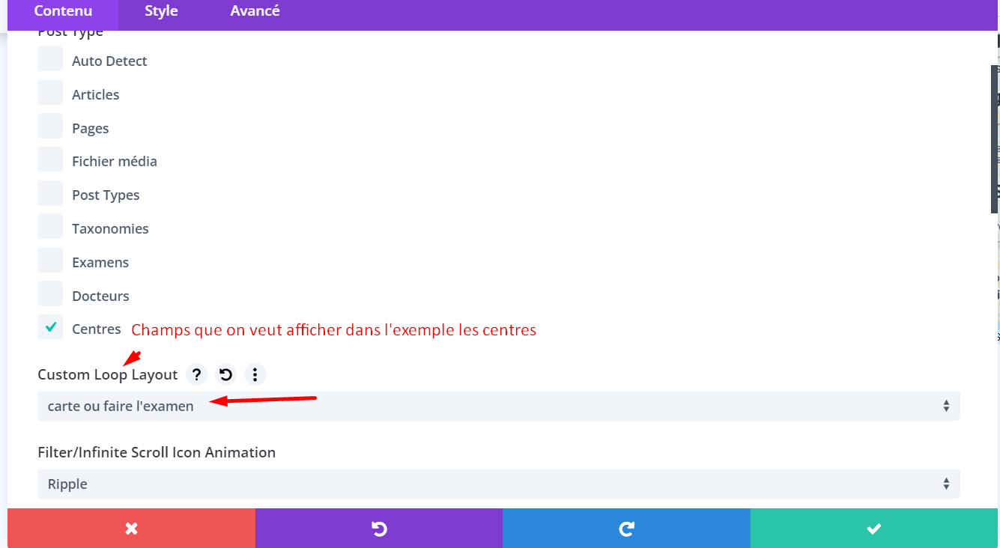 Contenu Style Avancé
Post Type
Auto Detect
Articles
Pages
Fichier média
Post Types
Taxonomies
Examens
Docteurs
Centres Champs que on veut afficher dans l'exemple les centres
Custom Loop Layout ?
carte ou faire l'examen
Filter/Infinite Scroll Icon Animation
Ripple